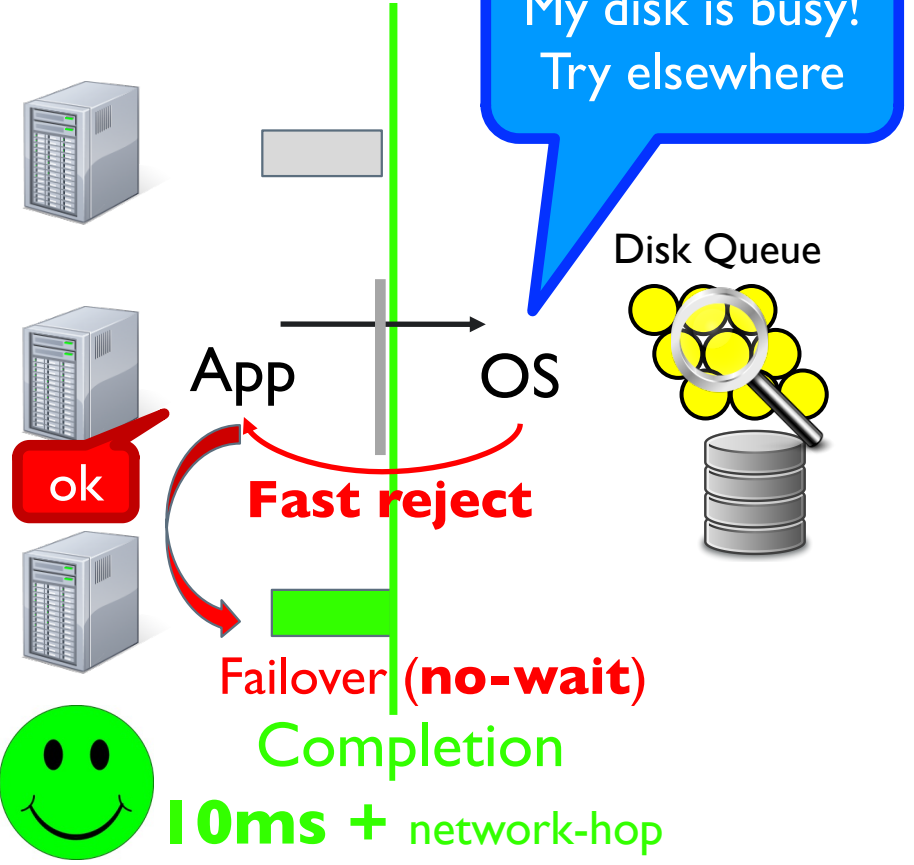 My disk is busy!
Try elsewhere
Disk Queue
App
OS
ok
Fast reject
Failover (no-wait)
Completion
10ms + network-hop